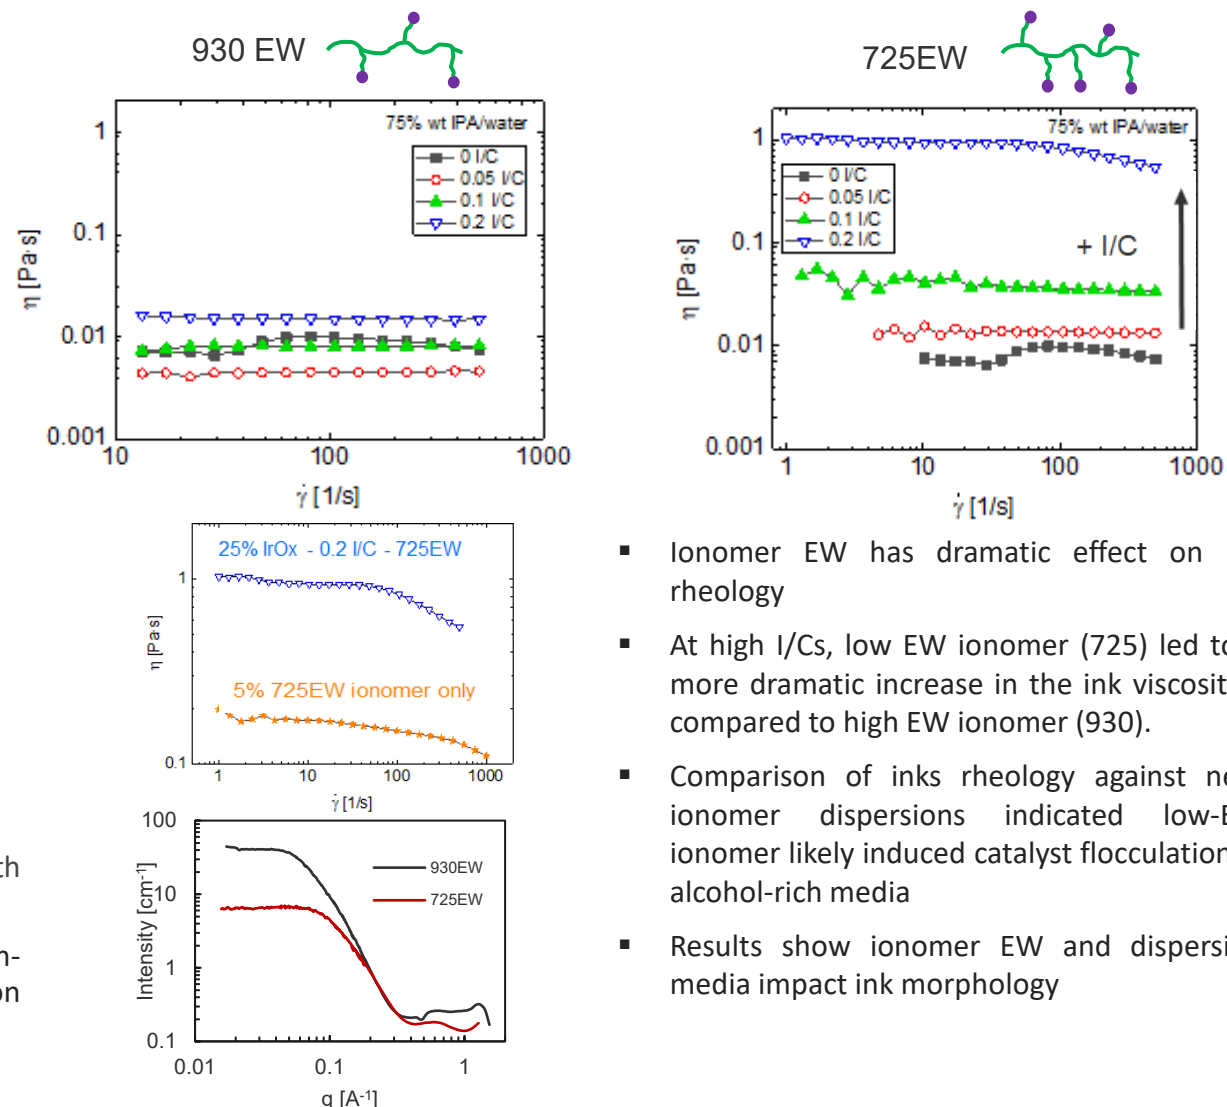 930 EW
75% wt IPA/water
0 I/C
0.05 I/C
0.1 I/C
0.2 I/C
1
0.1
0.01
0.001
η [Pa·s]
10 100 1000
γ̇ [1/s]
725EW
75% wt IPA/water
0 I/C
0.05 I/C
0.1 I/C
0.2 I/C
+ I/C
1
0.1
0.01
0.001
η [Pa·s]
1 10 100 1000
γ̇ [1/s]
25% IrOx - 0.2 I/C - 725EW
5% 725EW ionomer only
1
0.1
η [Pa·s]
1 10 100 1000
γ̇ [1/s]
930EW
725EW
100
10
1
0.1
Intensity [cm-1]
0.01 0.1 1
q [A-1]
▪ Ionomer EW has dramatic effect on
rheology
▪ At high I/Cs, low EW ionomer (725) led to
more dramatic increase in the ink viscosit
compared to high EW ionomer (930).
▪ Comparison of inks rheology against ne
ionomer dispersions indicated low-E
ionomer likely induced catalyst flocculation
alcohol-rich media
▪ Results show ionomer EW and dispersi
media impact ink morphology
th
n-
on